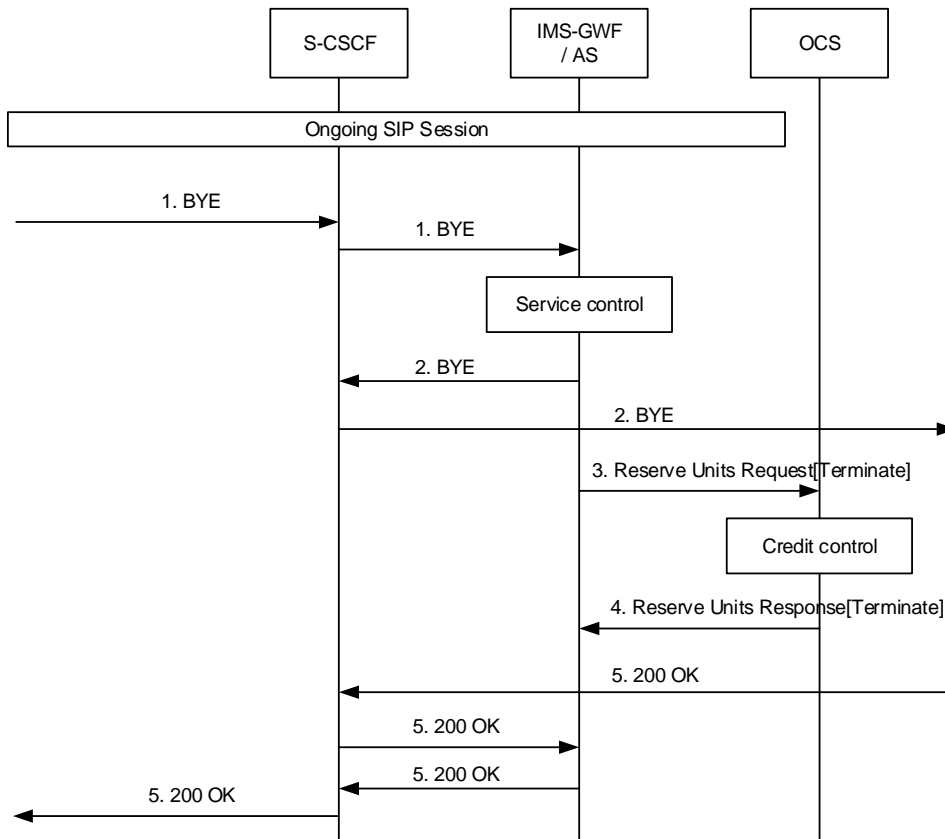 S-CSCF
IMS-GWF
/ AS
OCS
Ongoing SIP Session
1. BYE
1. BYE
Service control
2. BYE
2. BYE
3. Reserve Units Request[Terminate]
Credit control
4. Reserve Units Response[Terminate]
5. 200 OK
5. 200 OK
5. 200 OK
5. 200 OK